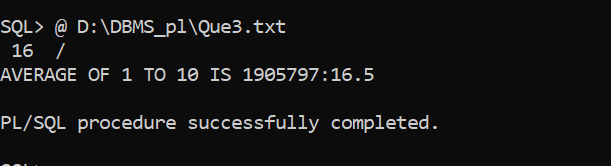 SQL> @ D:\DBMS_pl\Que3.txt
 16  /
AVERAGE OF 1 TO 10 IS 1905797:16.5
PL/SQL procedure successfully completed.